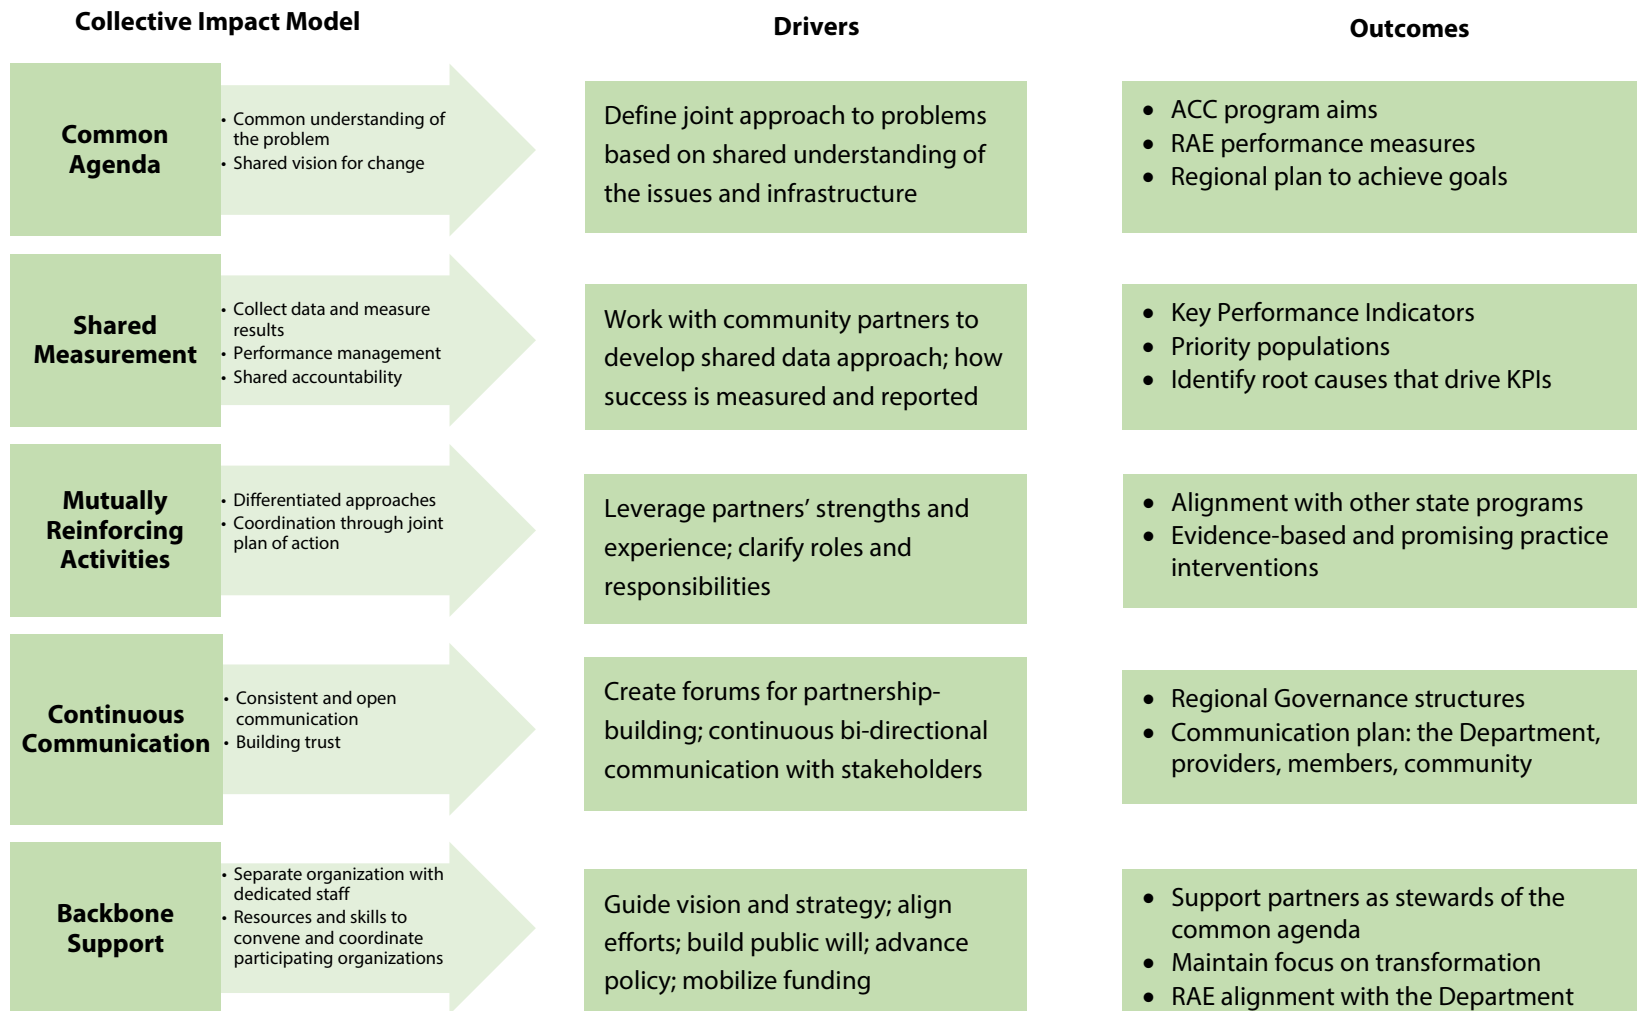 Collective Impact Model
Drivers
Outcomes
Common
Agenda
• Common understanding of
the problem
• Shared vision for change
Define joint approach to problems
based on shared understanding of
the issues and infrastructure
• ACC program aims
• RAE performance measures
• Regional plan to achieve goals
Shared
Measurement
• Collect data and measure
results
• Performance management
• Shared accountability
Work with community partners to
develop shared data approach; how
success is measured and reported
• Key Performance Indicators
• Priority populations
• Identify root causes that drive KPIs
Mutually
Reinforcing
Activities
• Differentiated approaches
• Coordination through joint
plan of action
Leverage partners’ strengths and
experience; clarify roles and
responsibilities
• Alignment with other state programs
• Evidence-based and promising practice
interventions
Continuous
Communication
• Consistent and open
communication
• Building trust
Create forums for partnership-
building; continuous bi-directional
communication with stakeholders
• Regional Governance structures
• Communication plan: the Department,
providers, members, community
Backbone
Support
• Separate organization with
dedicated staff
• Resources and skills to
convene and coordinate
participating organizations
Guide vision and strategy; align
efforts; build public will; advance
policy; mobilize funding
• Support partners as stewards of the
common agenda
• Maintain focus on transformation
• RAE alignment with the Department